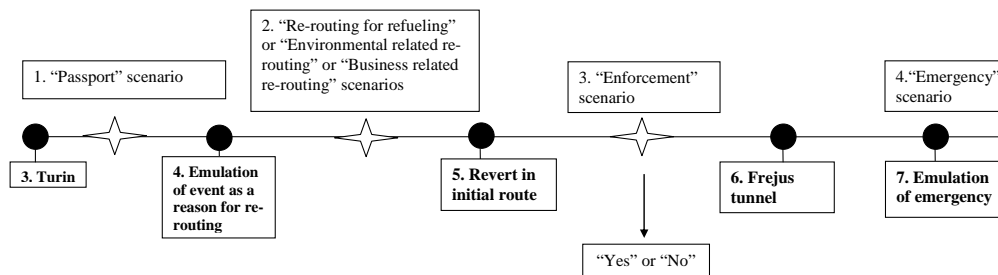 2. “Re-routing for refueling”
or “Environmental related re-
routing” or “Business related
re-routing” scenarios
1. “Passport” scenario
3. “Enforcement”
scenario
4.“Emergency”
scenario
3. Turin
4. Emulation
of event as a
reason for re-
routing
5. Revert in
initial route
6. Frejus
tunnel
7. Emulation
of emergency
“Yes” or “No”